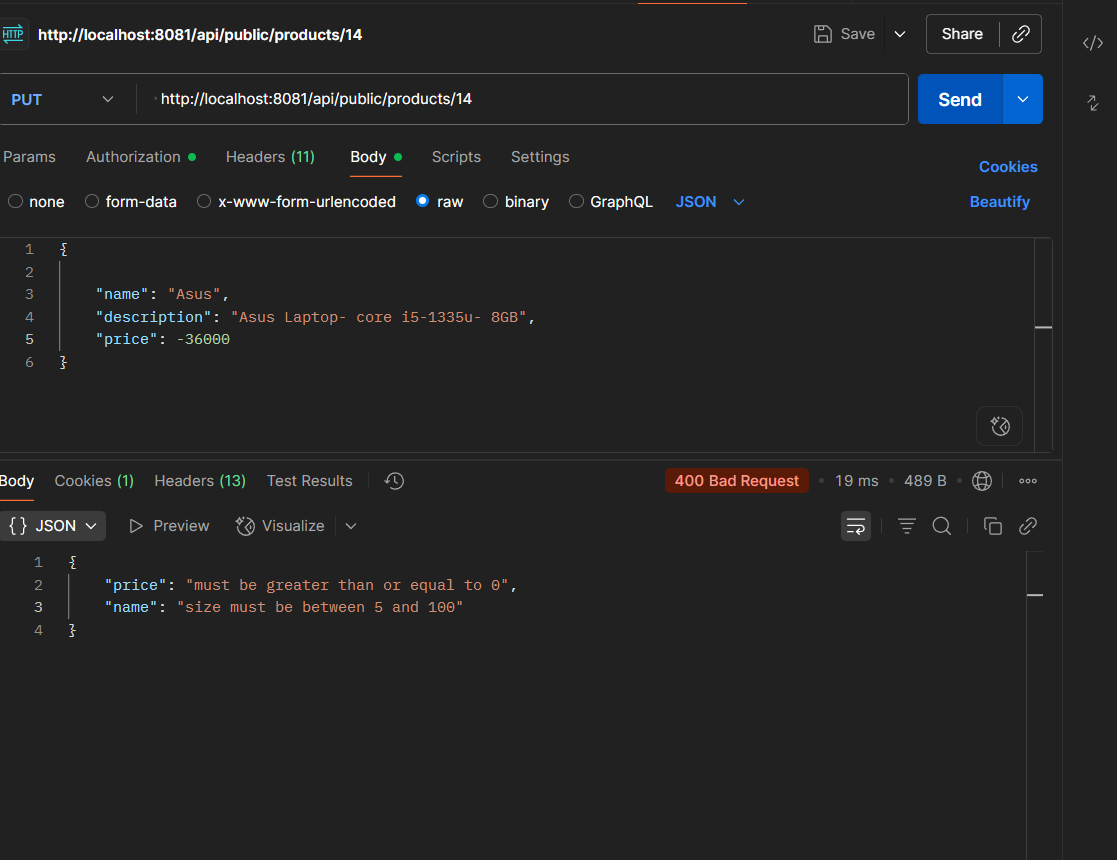 HTTP http://localhost:8081/api/public/products/14 Save Share
PUT http://localhost:8081/api/public/products/14 Send
Params Authorization Headers (11) Body Scripts Settings Cookies
none form-data x-www-form-urlencoded raw binary GraphQL JSON Beautify
1 {
2
3 "name": "Asus",
4 "description": "Asus Laptop- core i5-1335u- 8GB",
5 "price": -36000
6 }
Body Cookies (1) Headers (13) Test Results 400 Bad Request • 19 ms • 489 B •
{} JSON Preview Visualize
1 {
2 "price": "must be greater than or equal to 0",
3 "name": "size must be between 5 and 100"
4 }